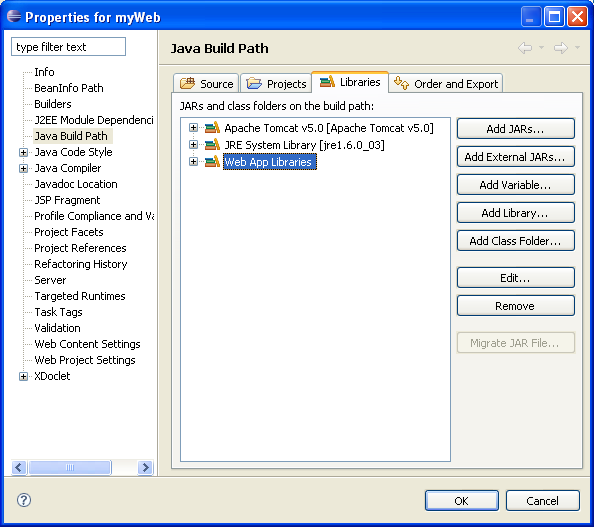 Properties for myWeb
type filter text
Info
BeanInfo Path
Builders
J2EE Module Dependenci
Java Build Path
Java Code Style
Java Compiler
Javadoc Location
JSP Fragment
Profile Compliance and Va
Project Facets
Project References
Refactoring History
Server
Targeted Runtimes
Task Tags
Validation
Web Content Settings
Web Project Settings
XDoclet
Java Build Path
Source Projects Libraries Order and Export
JARs and class folders on the build path:
Apache Tomcat v5.0 [Apache Tomcat v5.0]
JRE System Library [jre1.6.0_03]
Web App Libraries
Add JARs...
Add External JARs...
Add Variable...
Add Library...
Add Class Folder...
Edit...
Remove
Migrate JAR File...
?
OK Cancel